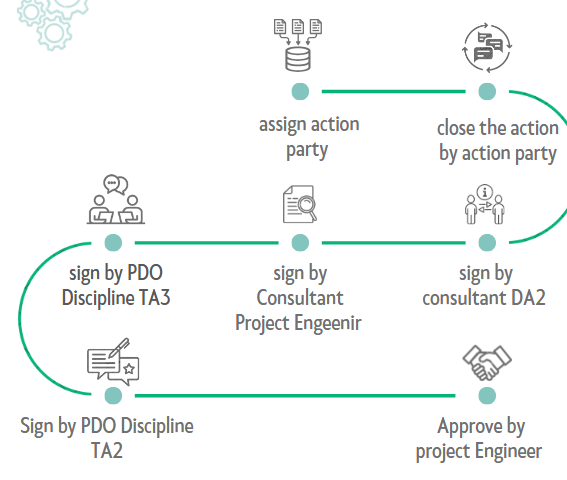 assign action
party
close the action
by action party
sign by PDO
Discipline TA3
sign by
Consultant
Project Engeenir
sign by
consultant DA2
Sign by PDO Discipline
TA2
Approve by
project Engineer